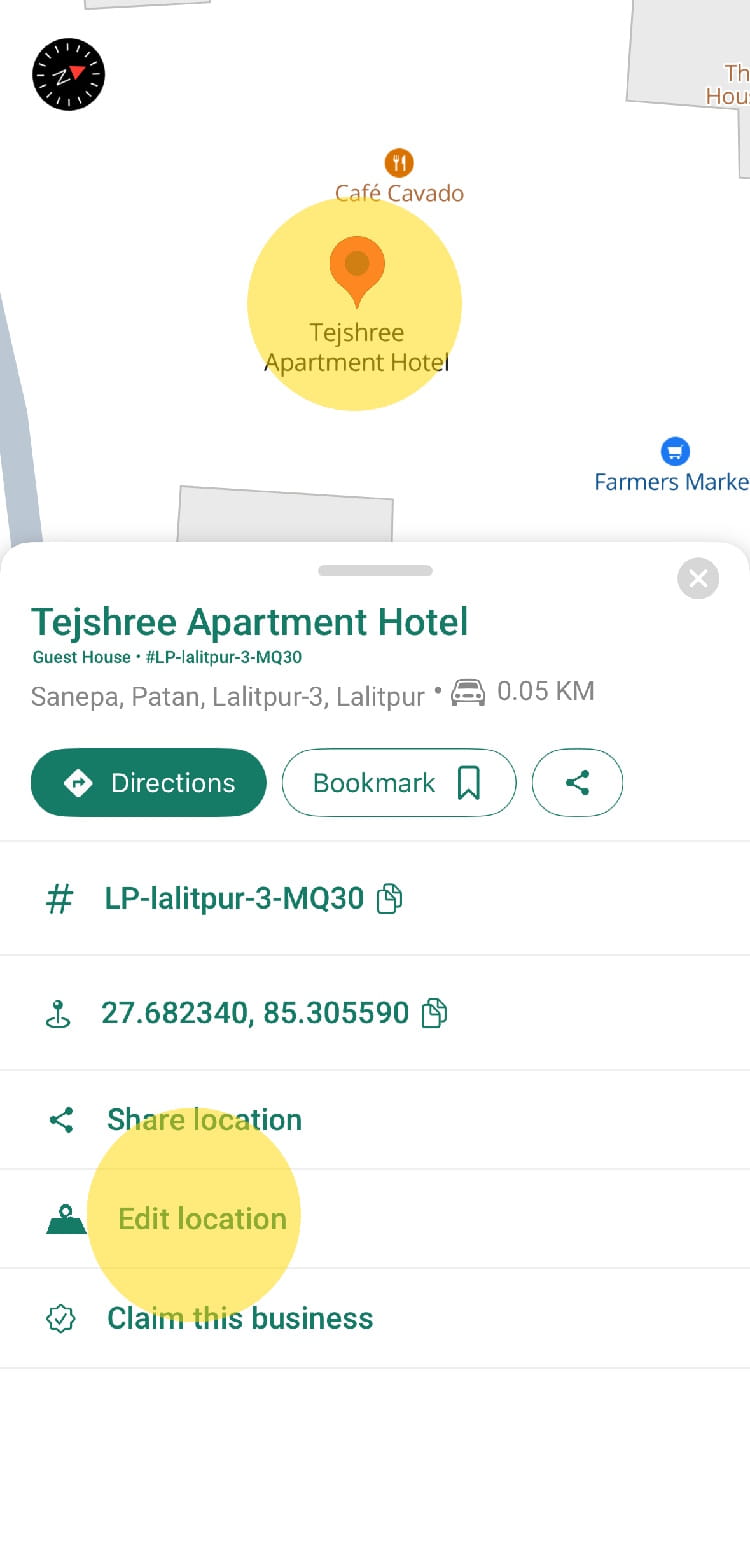 Th
Hou
Café Cavado
Tejshree
Apartment Hotel
Farmers Marke
Tejshree Apartment Hotel
Guest House • #LP-lalitpur-3-MQ30
Sanepa, Patan, Lalitpur-3, Lalitpur • 0.05 KM
Directions
Bookmark
# LP-lalitpur-3-MQ30
27.682340, 85.305590
Share location
Edit location
Claim this business